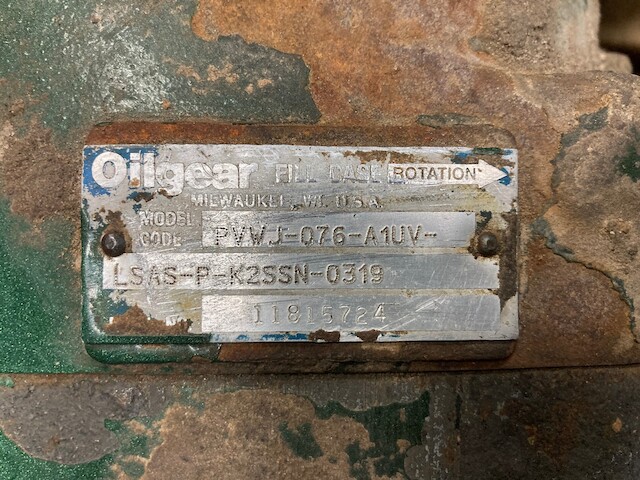 Oilgear FILL CASE ROTATION
MILWAUKEE, WI. U.S.A.
MODEL
CODE PVWJ-076-A1UV-
LSAS-P-K2SSN-0319
11815724